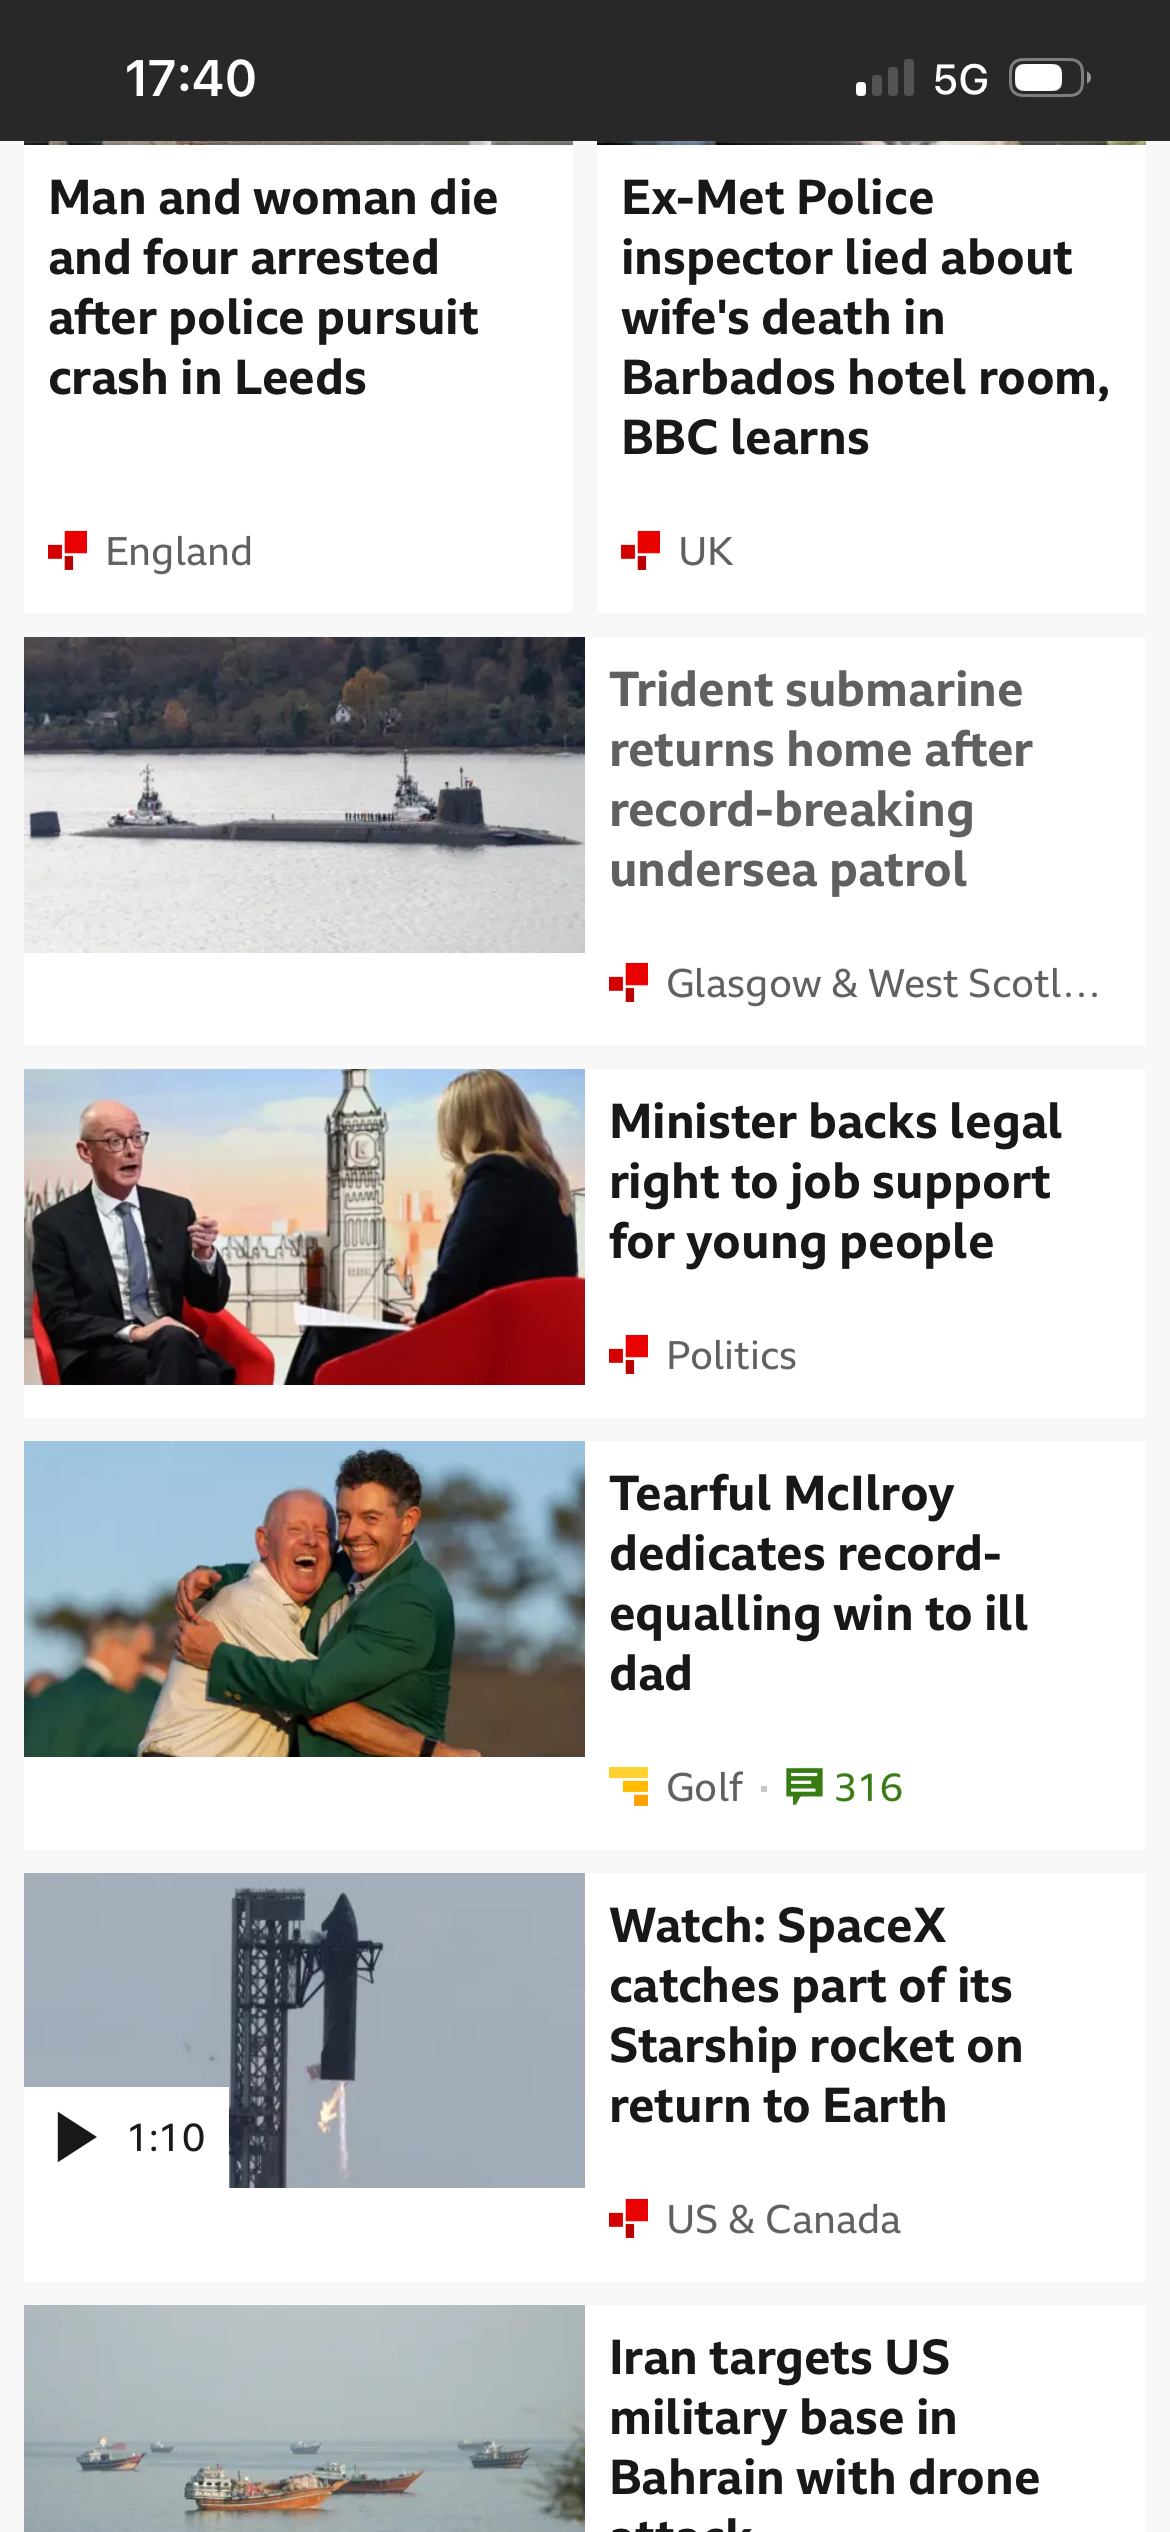 17:40
5G
Man and woman die
and four arrested
after police pursuit
crash in Leeds
England
Ex-Met Police
inspector lied about
wife's death in
Barbados hotel room,
BBC learns
UK
Trident submarine
returns home after
record-breaking
undersea patrol
Glasgow & West Scotl...
Minister backs legal
right to job support
for young people
Politics
Tearful McIlroy
dedicates record-
equalling win to ill
dad
Golf
316
1:10
Watch: SpaceX
catches part of its
Starship rocket on
return to Earth
US & Canada
Iran targets US
military base in
Bahrain with drone
attack